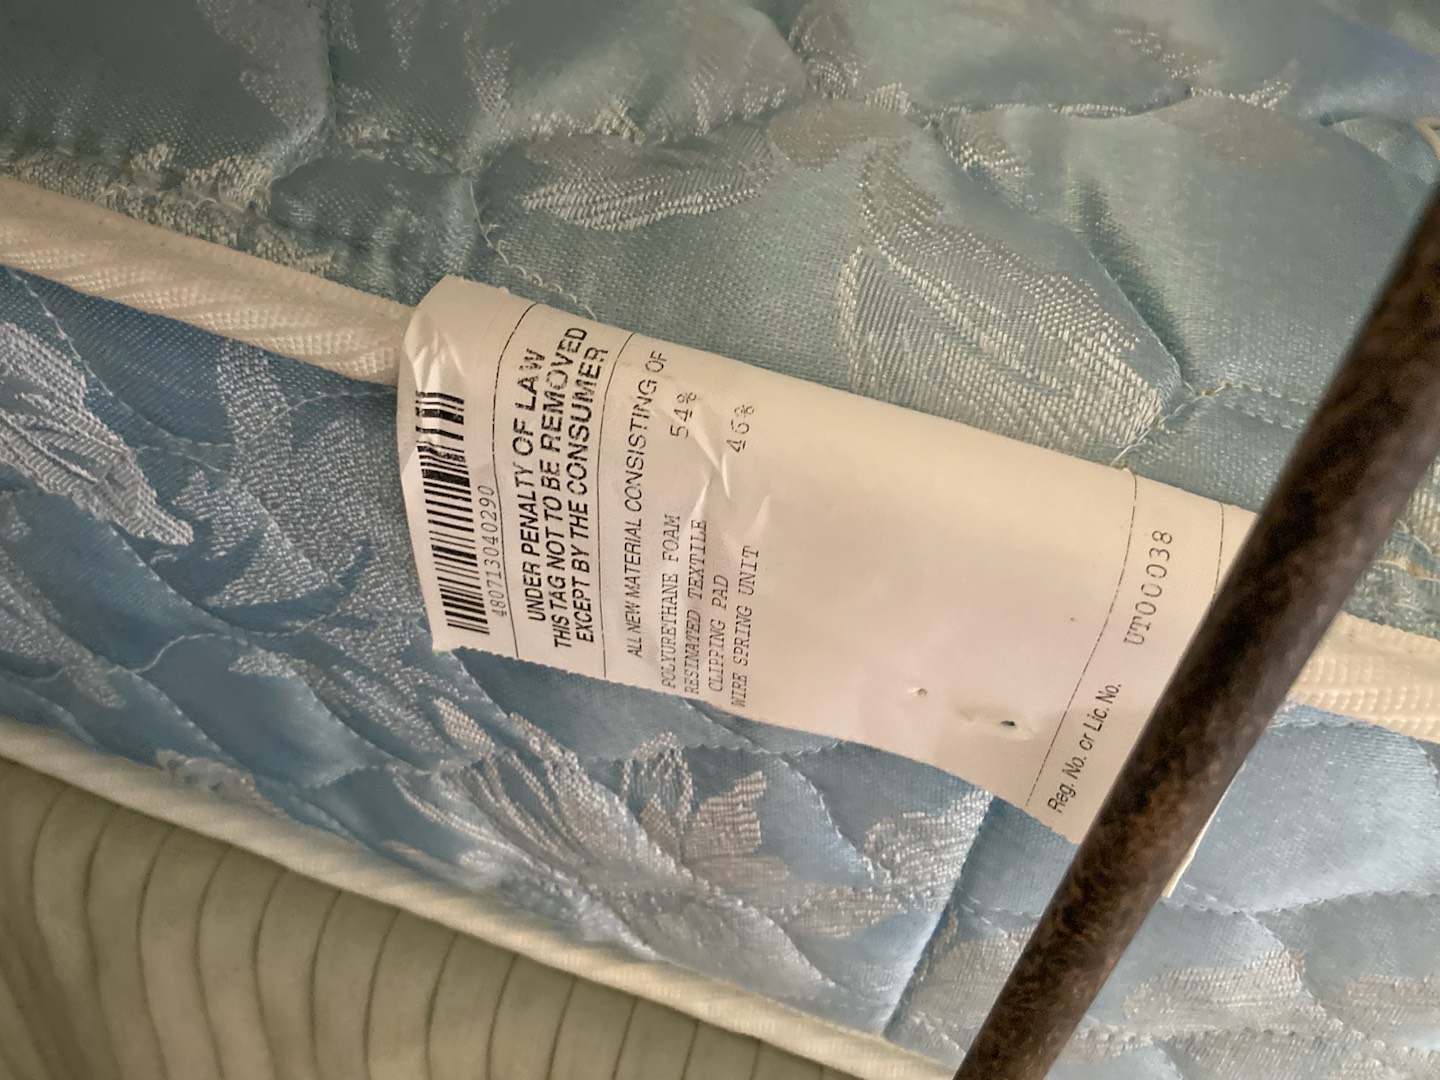 480713040290
UNDER PENALTY OF LAW
THIS TAG NOT TO BE REMOVED
EXCEPT BY THE CONSUMER
ALL NEW MATERIAL CONSISTING OF
POLYURETHANE FOAM 54%
RESINATED TEXTILE
CLIPPING PAD 46%
WIRE SPRING UNIT
Reg. No. or Lic. No. UT00038